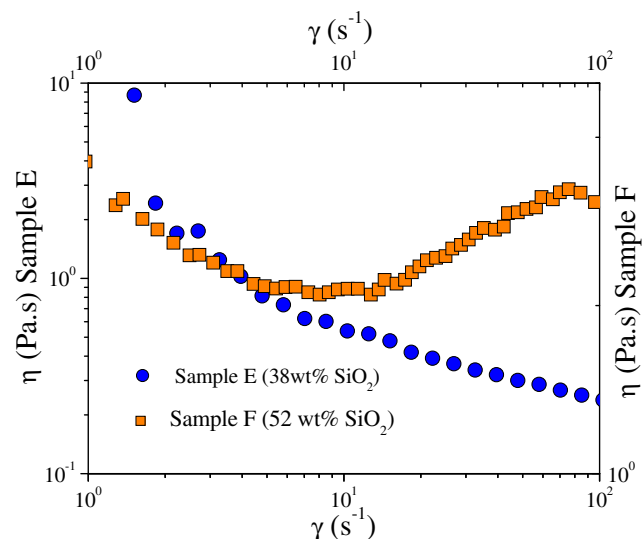 γ (s⁻¹)
10⁰ 10¹ 10²
10¹
10⁰
10⁻¹
η (Pa.s) Sample E
η (Pa.s) Sample F
10⁰
Sample E (38wt% SiO₂)
Sample F (52 wt% SiO₂)
10⁰ 10¹ 10²
γ (s⁻¹)